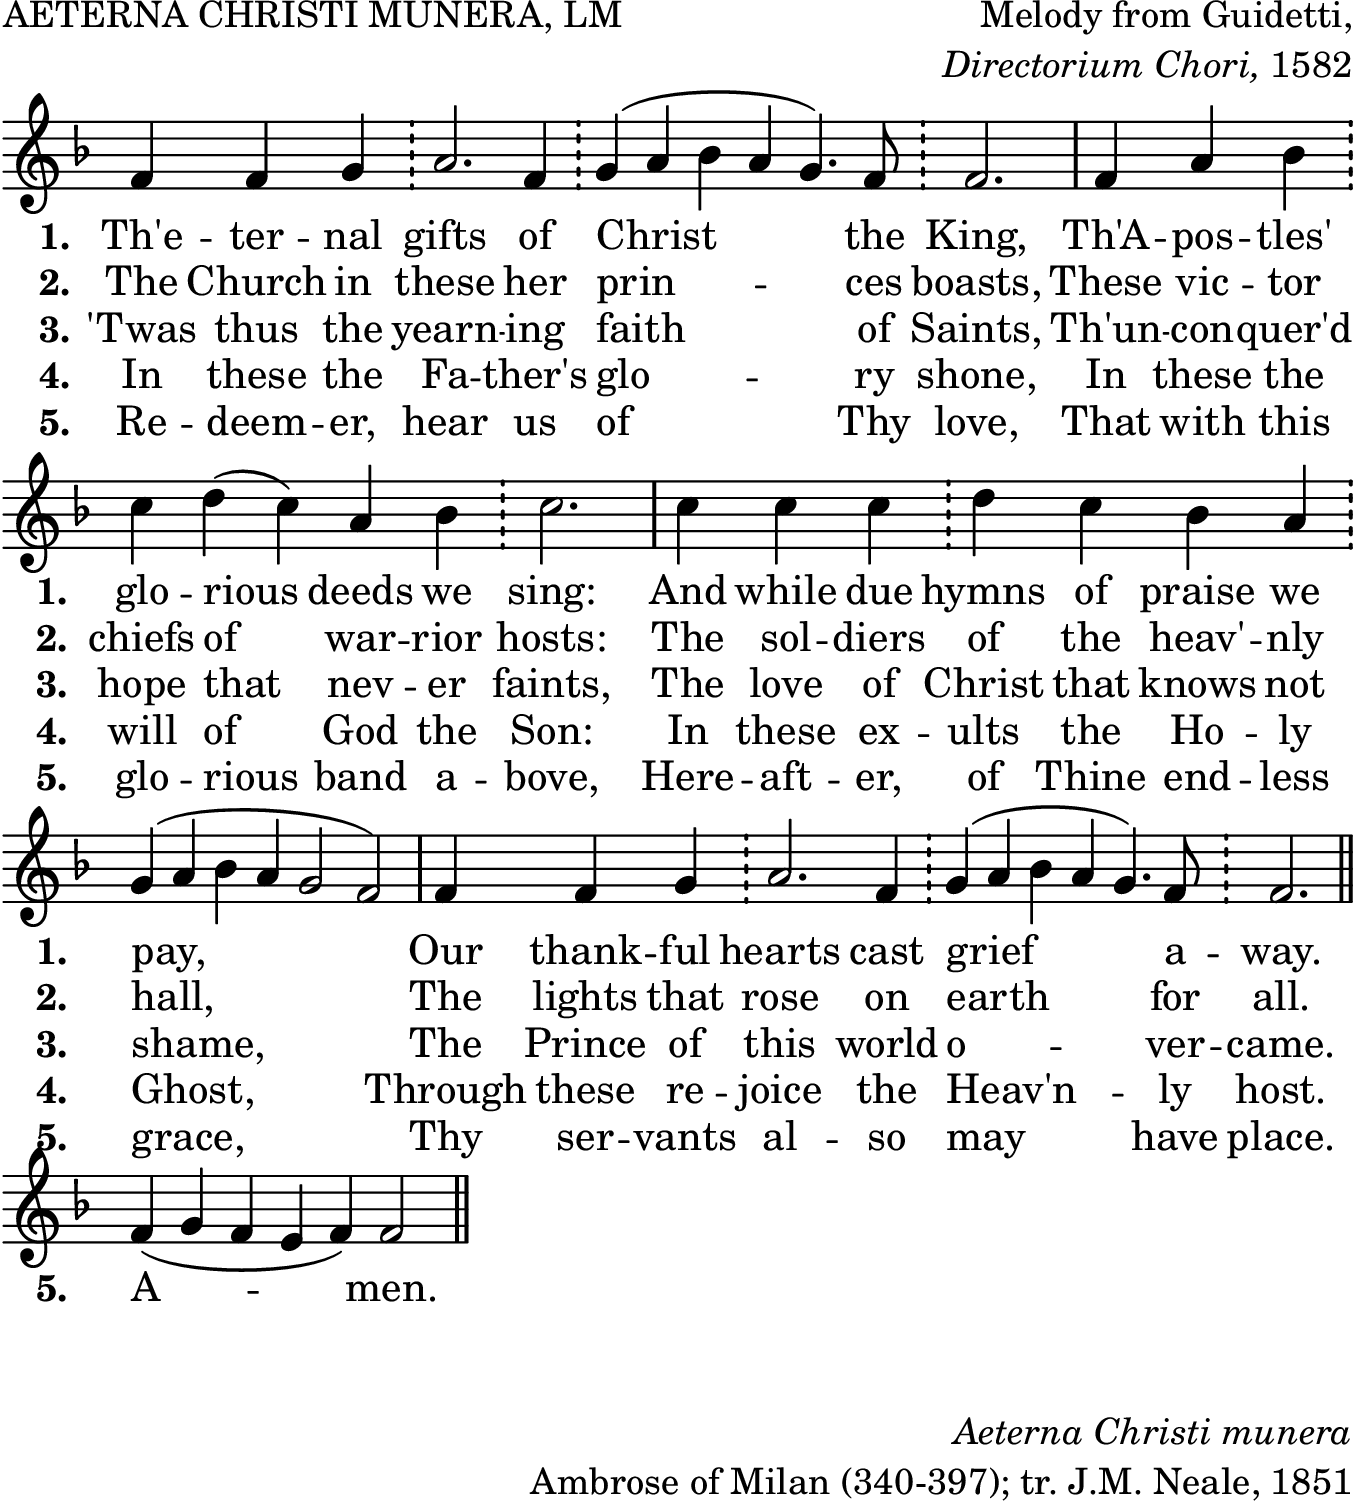 AETERNA CHRISTI MUNERA, LM
Melody from Guidetti,
Directorium Chori, 1582
1. Th'e - ter - nal gifts of Christ the King, Th'A - pos - tles'
2. The Church in these her prin - ces boasts, These vic - tor
3. 'Twas thus the yearn - ing faith of Saints, Th'un - conquer'd
4. In these the Fa - ther's glo - ry shone, In these the
5. Re - deem - er, hear us of Thy love, That with this
1. glo - rious deeds we sing: And while due hymns of praise we
2. chiefs of war - rior hosts: The sol - diers of the heav' - nly
3. hope that nev - er faints, The love of Christ that knows not
4. will of God the Son: In these ex - ults the Ho - ly
5. glo - rious band a - bove, Here - aft - er, of Thine end - less
1. pay, Our thank - ful hearts cast grief a - way.
2. hall, The lights that rose on earth for all.
3. shame, The Prince of this world o - ver - came.
4. Ghost, Through these re - joice the Heav'n - ly host.
5. grace, Thy ser - vants al - so may have place.
5. A - men.
Aeterna Christi munera
Ambrose of Milan (340-397); tr. J.M. Neale, 1851